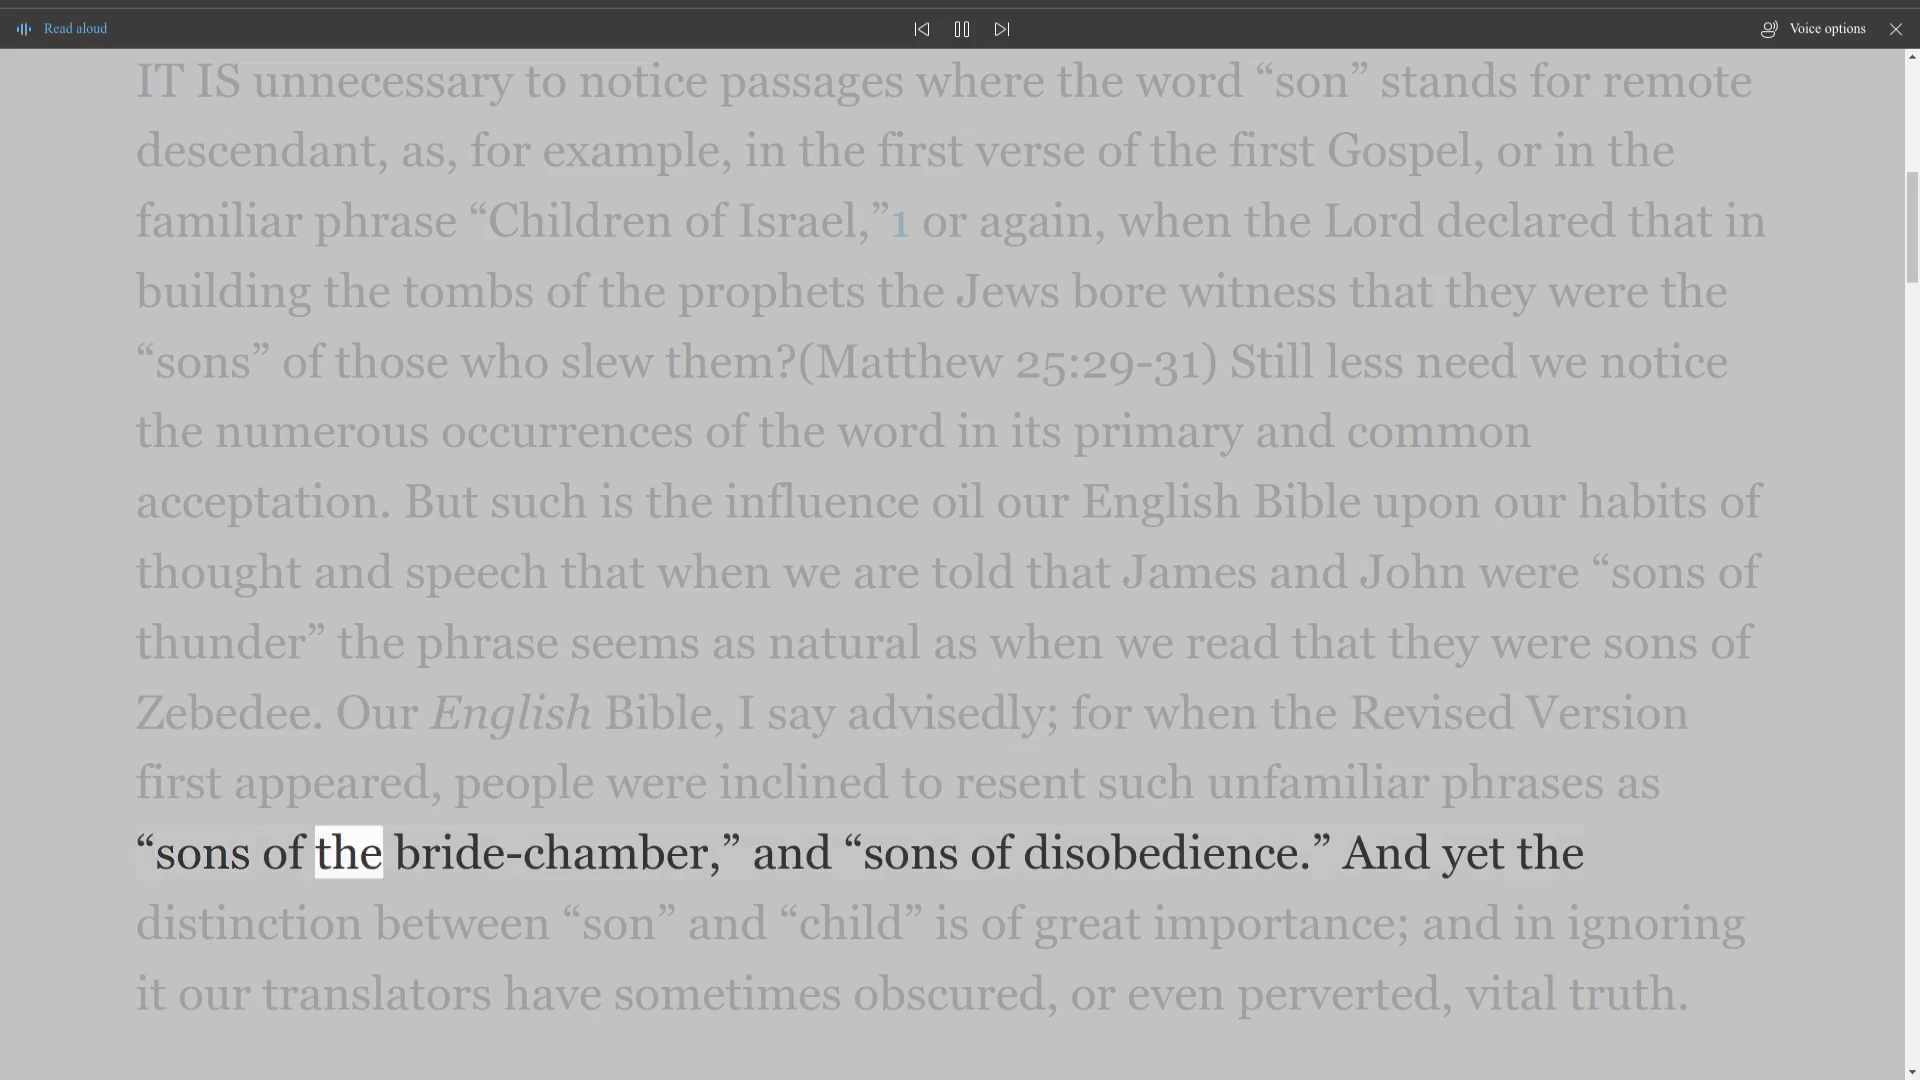 Read aloud
Voice options
IT IS unnecessary to notice passages where the word “son” stands for remote
descendant, as, for example, in the first verse of the first Gospel, or in the
familiar phrase “Children of Israel,”1 or again, when the Lord declared that in
building the tombs of the prophets the Jews bore witness that they were the
“sons” of those who slew them?(Matthew 25:29-31) Still less need we notice
the numerous occurrences of the word in its primary and common
acceptation. But such is the influence oil our English Bible upon our habits of
thought and speech that when we are told that James and John were “sons of
thunder” the phrase seems as natural as when we read that they were sons of
Zebedee. Our English Bible, I say advisedly; for when the Revised Version
first appeared, people were inclined to resent such unfamiliar phrases as
“sons of the bride-chamber,” and “sons of disobedience.” And yet the
distinction between “son” and “child” is of great importance; and in ignoring
it our translators have sometimes obscured, or even perverted, vital truth.